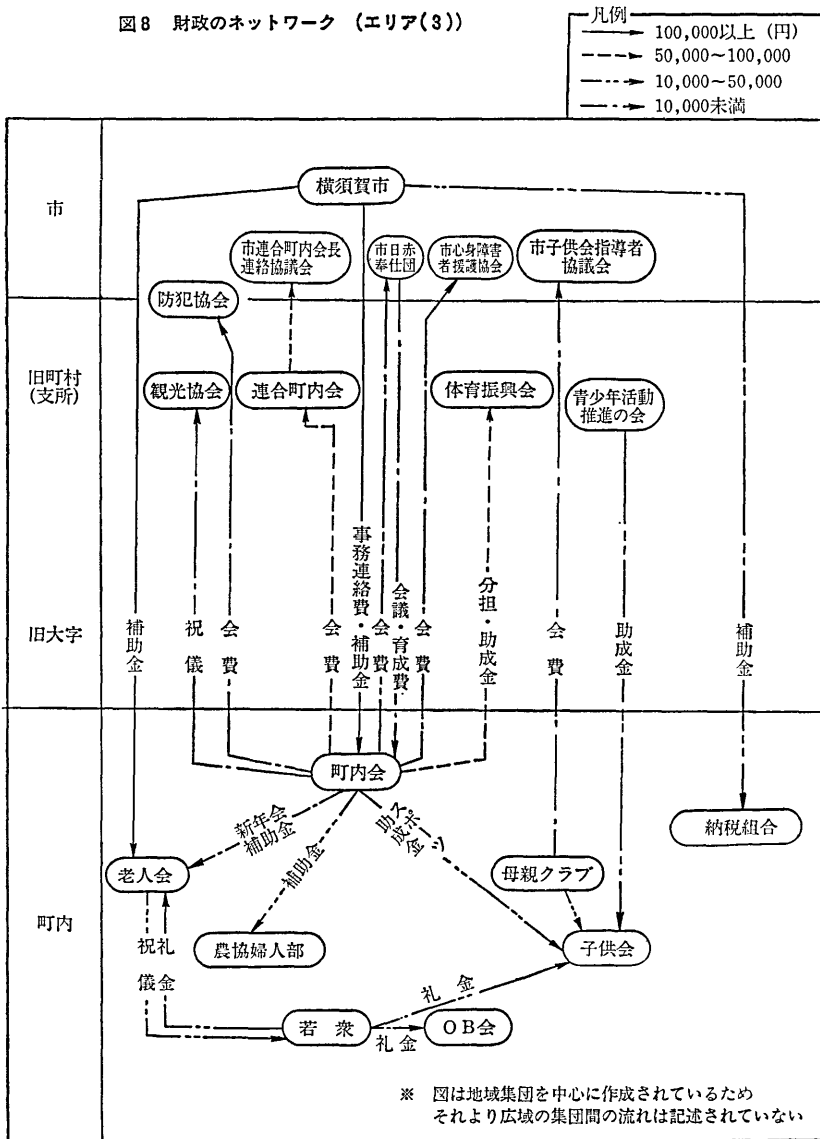 図8 財政のネットワーク (エリア(3))
凡例
100,000以上 (円)
50,000~100,000
10,000~50,000
10,000未満
市
横須賀市
市連合町内会長
連絡協議会
市日赤
奉仕団
市心身障害
者援護協会
市子供会指導者
協議会
防犯協会
旧町村
(支所)
観光協会
連合町内会
体育振興会
青少年活動
推進の会
旧大字
補助金
祝儀
会費
会費
事務連絡費・補助金
会費
会議・育成費
会費
分担・助成金
会費
助成金
補助金
町内会
新年会
補助金
補助金
スポーツ
助成金
納税組合
老人会
母親クラブ
町内
農協婦人部
子供会
祝儀
礼金
礼金
若衆
礼金
OB会
※ 図は地域集団を中心に作成されているため
それより広域の集団間の流れは記述されていない